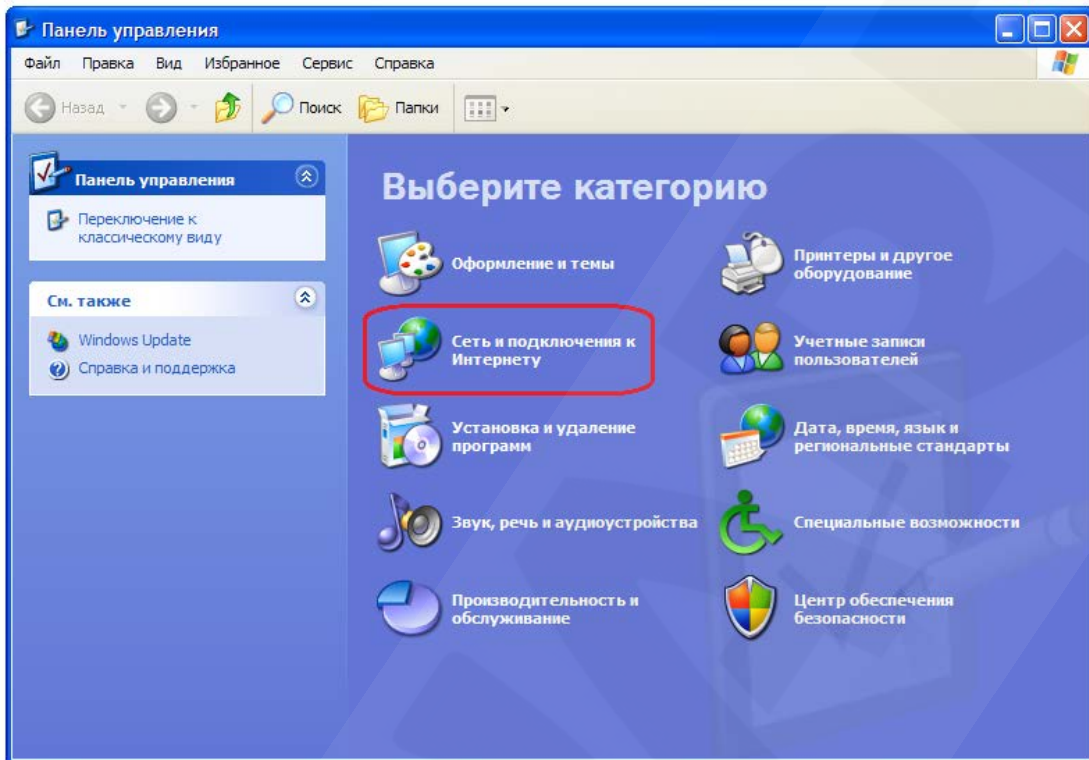 Панель управления
Файл Правка Вид Избранное Сервис Справка
Назад Поиск Папки
Панель управления
Переключение к
классическому виду
См. также
Windows Update
Справка и поддержка
Выберите категорию
Оформление и темы
Принтеры и другое
оборудование
Сеть и подключения к
Интернету
Учетные записи
пользователей
Установка и удаление
программ
Дата, время, язык и
региональные стандарты
Звук, речь и аудиоустройства
Специальные возможности
Производительность и
обслуживание
Центр обеспечения
безопасности